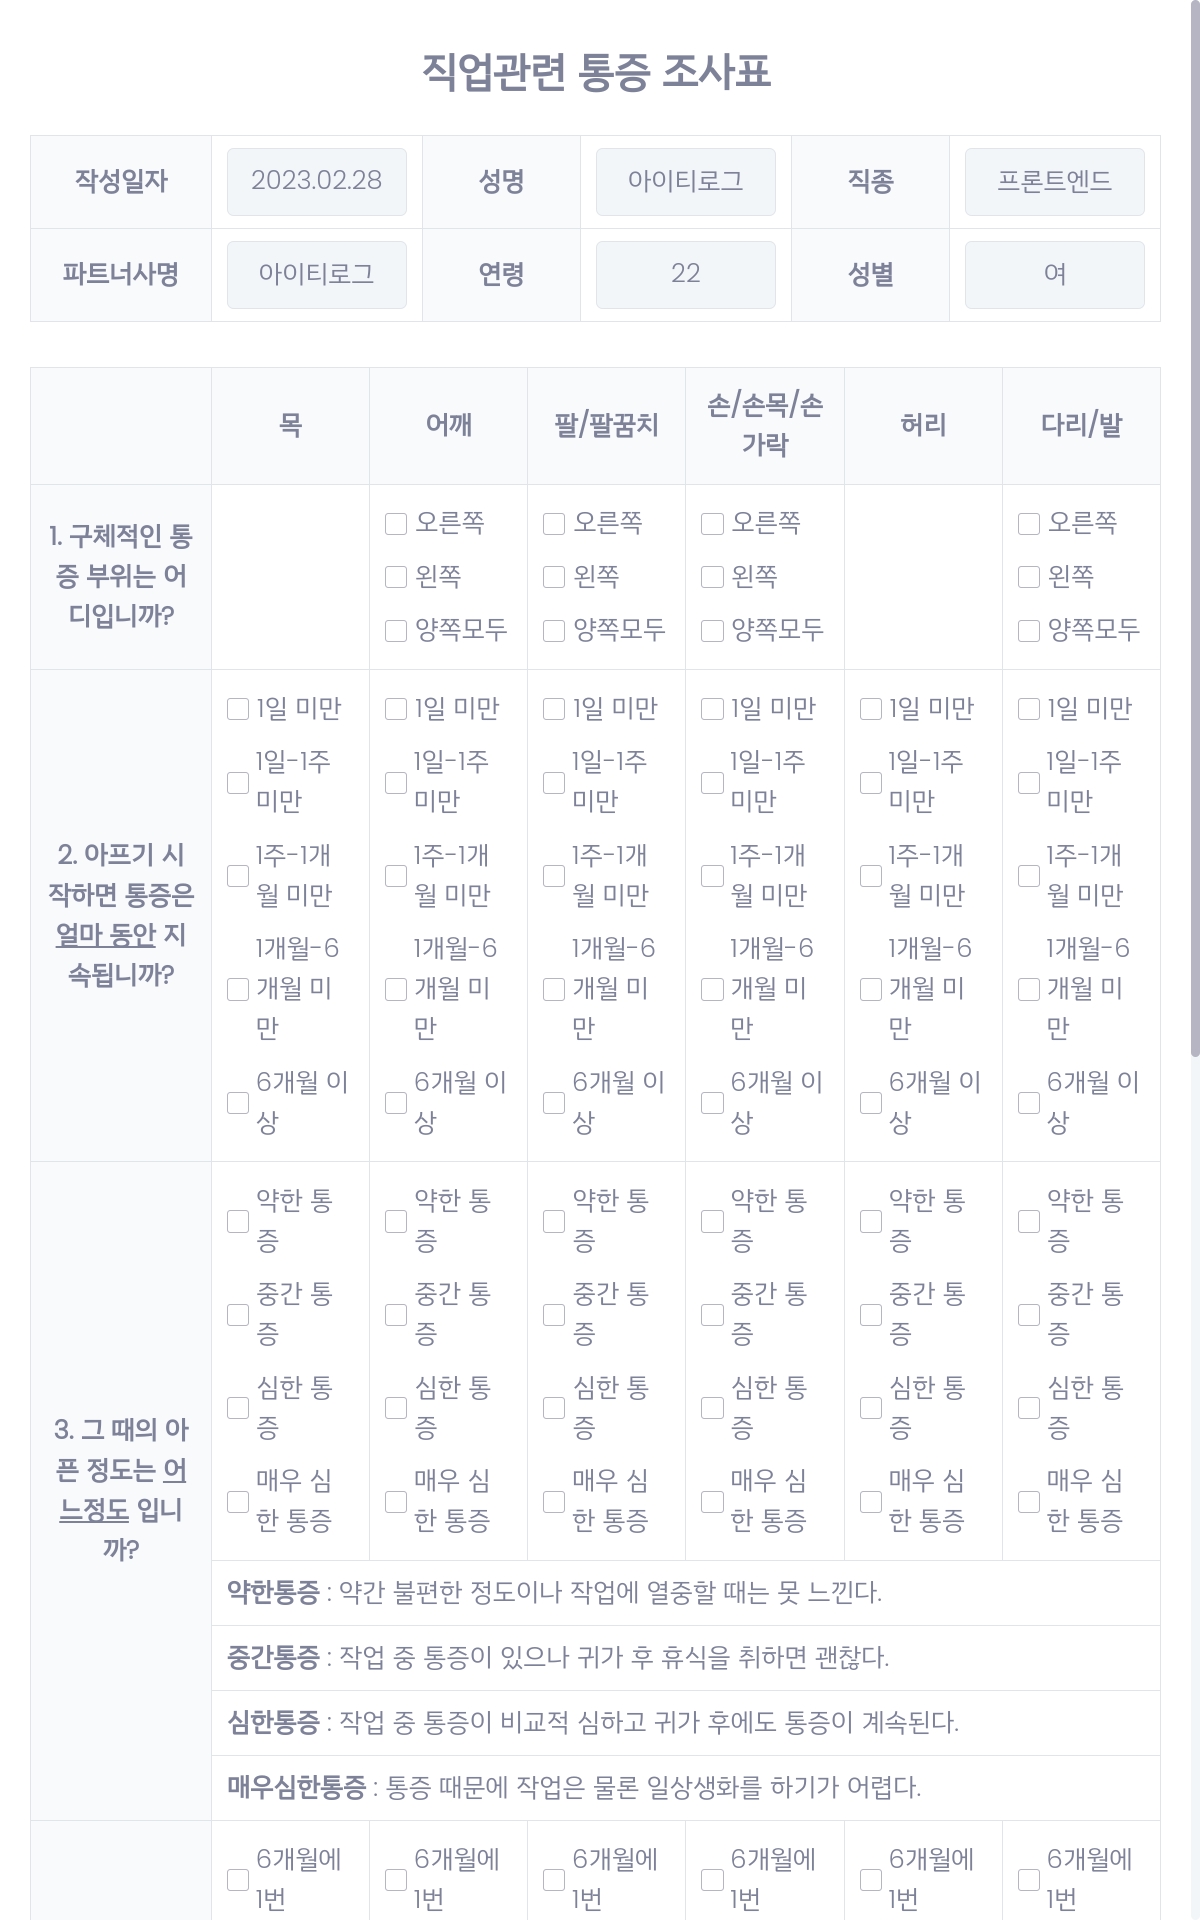 직업관련 통증 조사표
작성일자 2023.02.28 성명 아이티로그 직종 프론트엔드
파트너사명 아이티로그 연령 22 성별 여
목 어깨 팔/팔꿈치 손/손목/손 허리 다리/발
가락
1. 구체적인 통
증 부위는 어
디입니까?
오른쪽 오른쪽 오른쪽 오른쪽
왼쪽 왼쪽 왼쪽 왼쪽
양쪽모두 양쪽모두 양쪽모두 양쪽모두
2. 아프기 시
작하면 통증은
얼마 동안 지
속됩니까?
1일 미만 1일 미만 1일 미만 1일 미만 1일 미만 1일 미만
1일-1주 1일-1주 1일-1주 1일-1주 1일-1주 1일-1주
미만 미만 미만 미만 미만 미만
1주-1개 1주-1개 1주-1개 1주-1개 1주-1개 1주-1개
월 미만 월 미만 월 미만 월 미만 월 미만 월 미만
1개월-6 1개월-6 1개월-6 1개월-6 1개월-6 1개월-6
개월 미 개월 미 개월 미 개월 미 개월 미 개월 미
만 만 만 만 만 만
6개월 이 6개월 이 6개월 이 6개월 이 6개월 이 6개월 이
상 상 상 상 상 상
3. 그 때의 아
픈 정도는 어
느정도 입니
까?
약한 통 약한 통 약한 통 약한 통 약한 통 약한 통
증 증 증 증 증 증
중간 통 중간 통 중간 통 중간 통 중간 통 중간 통
증 증 증 증 증 증
심한 통 심한 통 심한 통 심한 통 심한 통 심한 통
증 증 증 증 증 증
매우 심 매우 심 매우 심 매우 심 매우 심 매우 심
한 통증 한 통증 한 통증 한 통증 한 통증 한 통증
약한통증 : 약간 불편한 정도이나 작업에 열중할 때는 못 느낀다.
중간통증 : 작업 중 통증이 있으나 귀가 후 휴식을 취하면 괜찮다.
심한통증 : 작업 중 통증이 비교적 심하고 귀가 후에도 통증이 계속된다.
매우심한통증 : 통증 때문에 작업은 물론 일상생화를 하기가 어렵다.
6개월에 6개월에 6개월에 6개월에 6개월에 6개월에
1번 1번 1번 1번 1번 1번